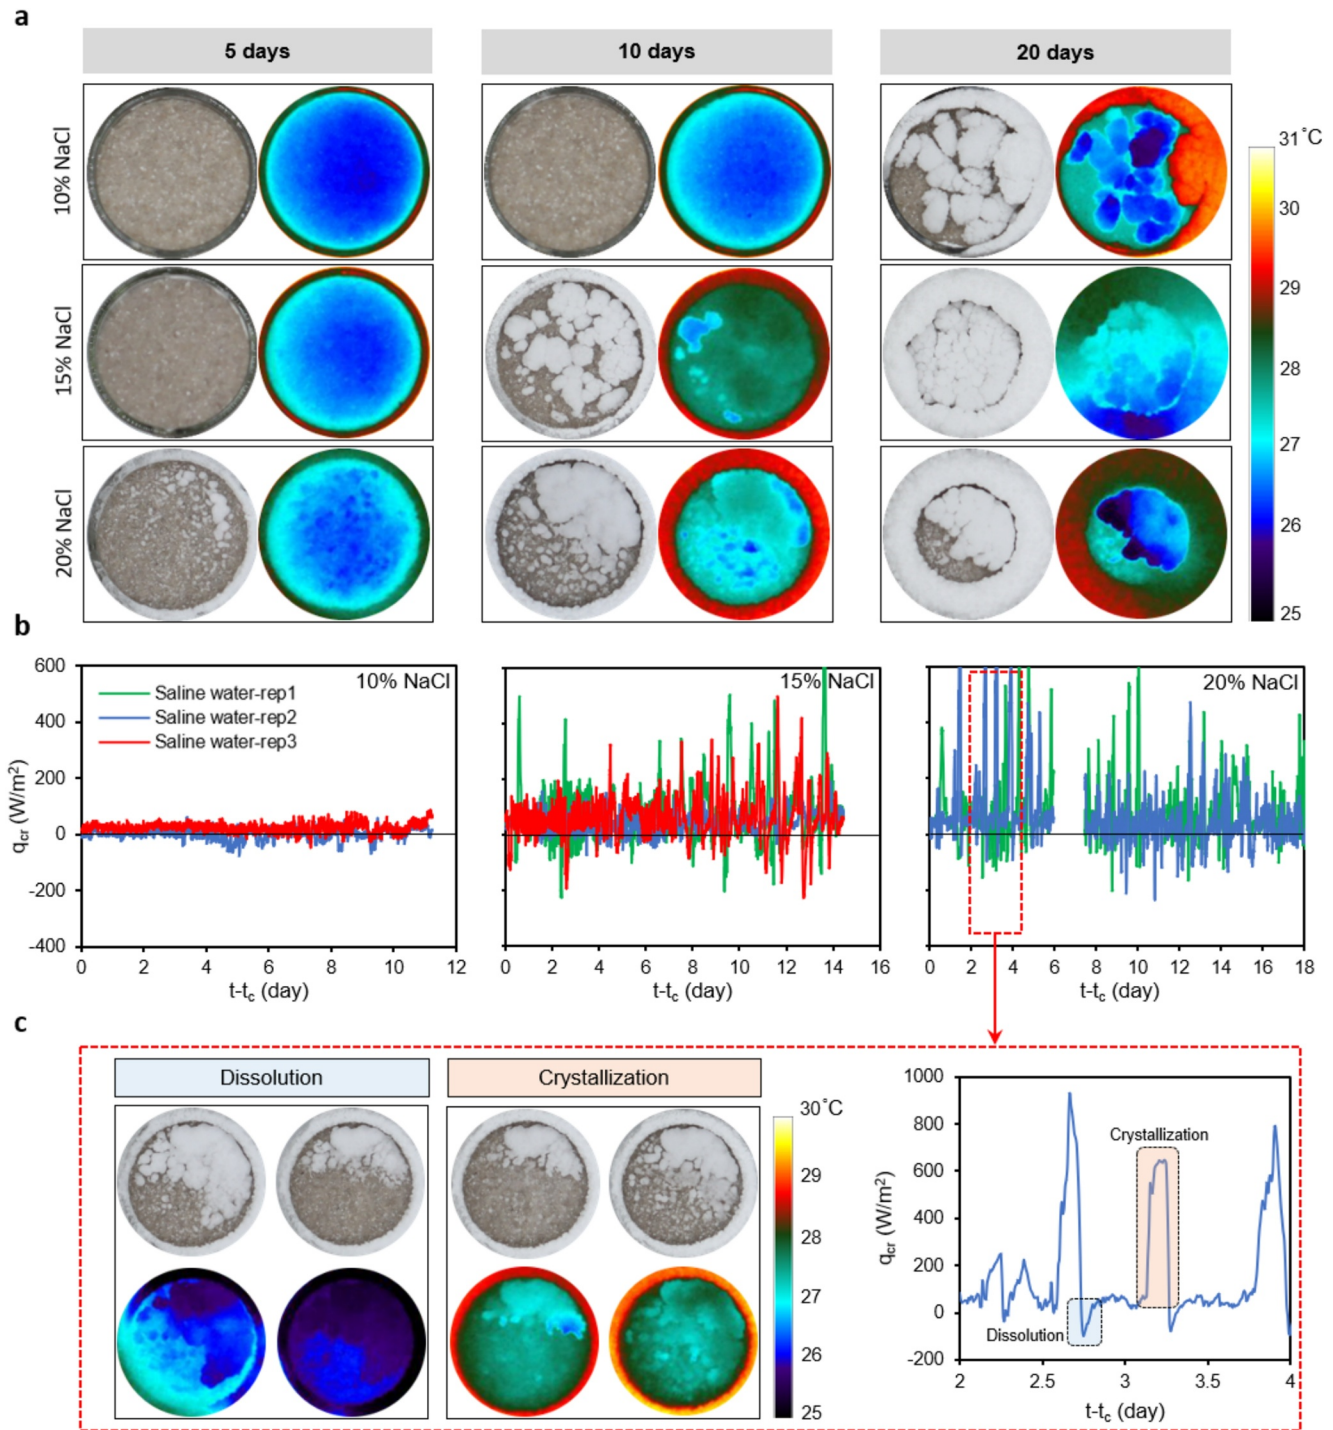 a
5 days
10 days
20 days
10% NaCl
15% NaCl
20% NaCl
31˚C
30
29
28
27
26
25
b
600
400
200
0
-200
-400
qcr (W/m²)
Saline water-rep1
Saline water-rep2
Saline water-rep3
10% NaCl
0 2 4 6 8 10 12
t-tc (day)
15% NaCl
0 2 4 6 8 10 12 14 16
t-tc (day)
20% NaCl
0 2 4 6 8 10 12 14 16 18
t-tc (day)
c
Dissolution
Crystallization
30˚C
29
28
27
26
25
1000
800
600
400
200
0
-200
qcr (W/m²)
Crystallization
Dissolution
2 2.5 3 3.5 4
t-tc (day)